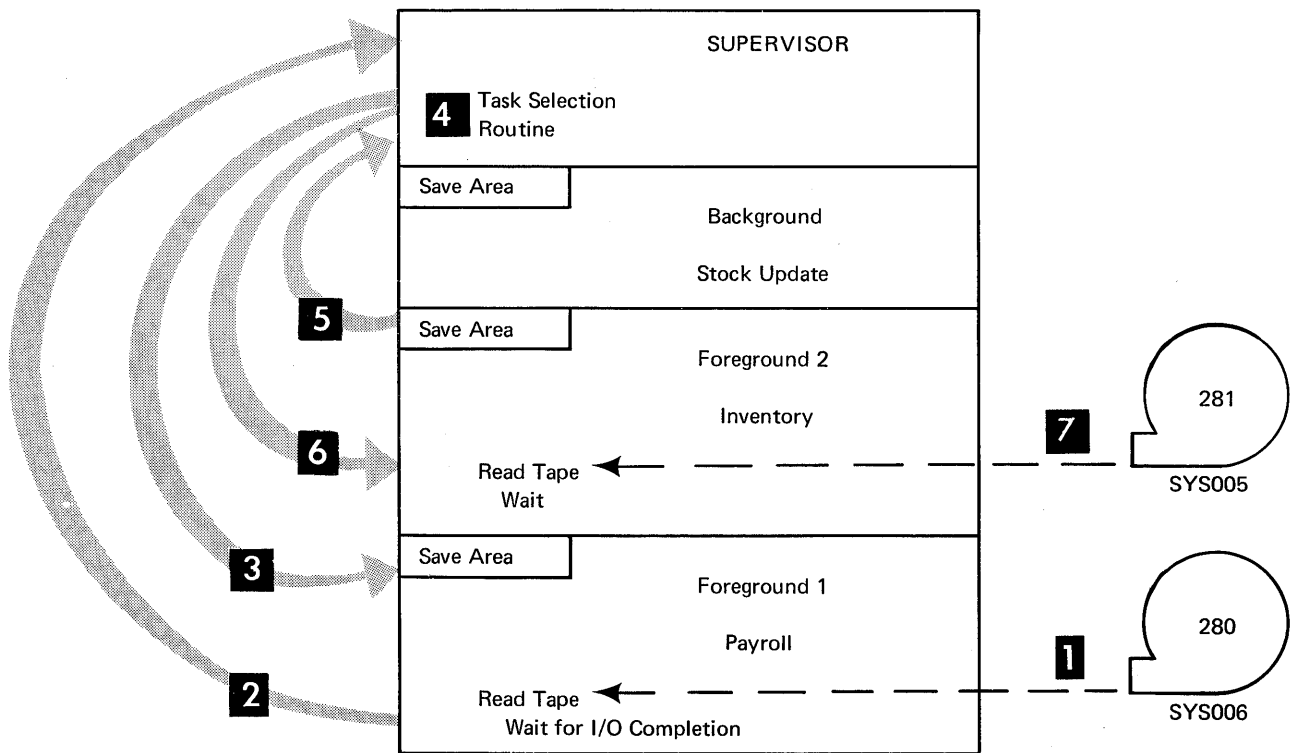 SUPERVISOR
4 Task Selection
Routine
Save Area
Background
Stock Update
5
Save Area
Foreground 2
Inventory
281
7
6
Read Tape
Wait
SYS005
Save Area
3
Foreground 1
Payroll
280
1
2
Read Tape
Wait for I/O Completion
SYS006